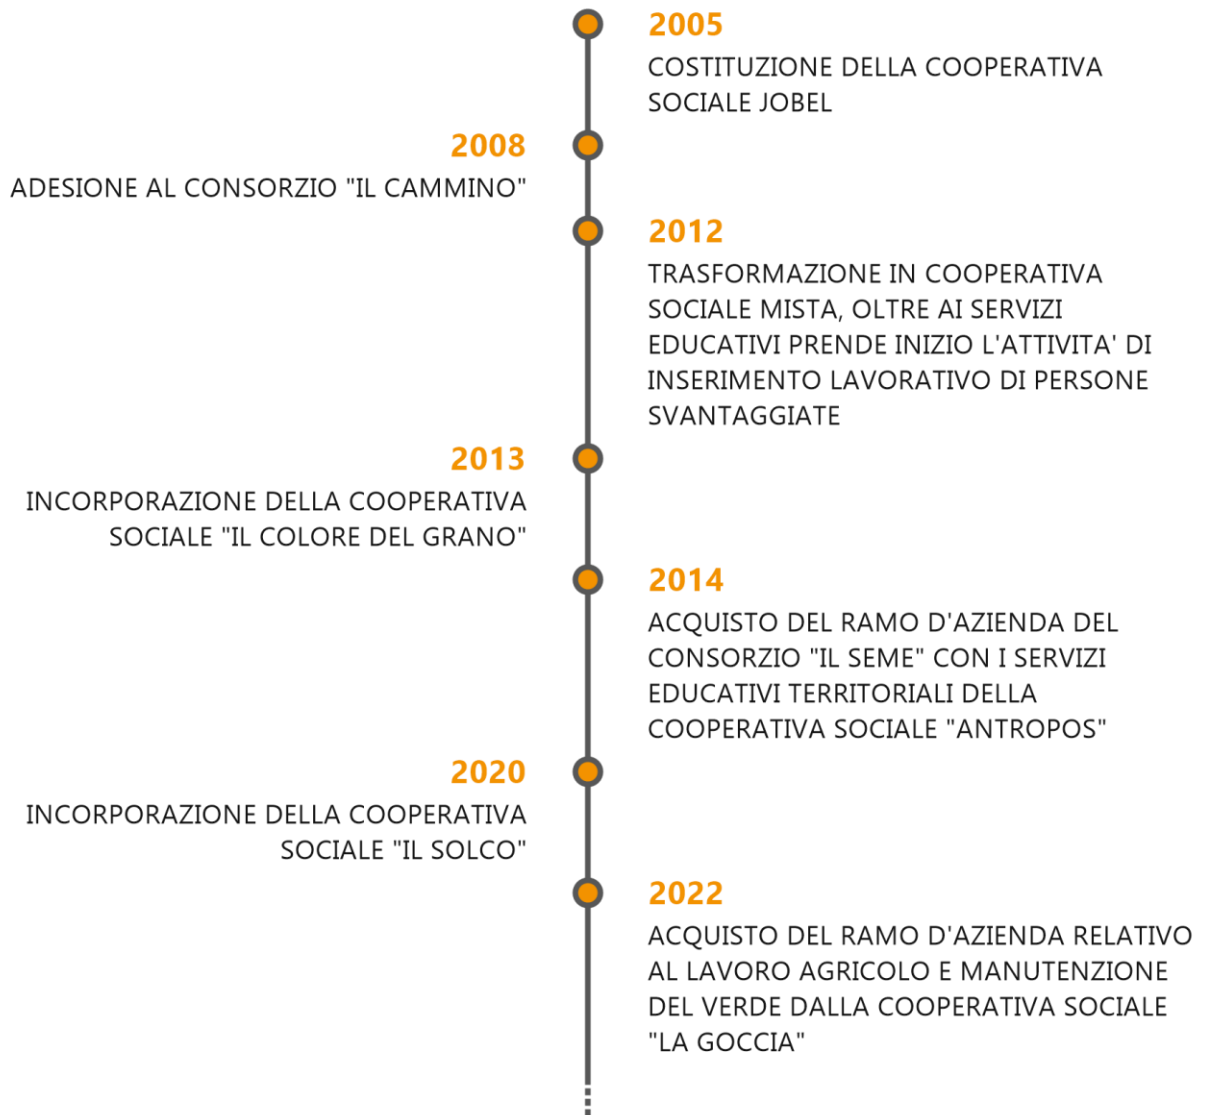 2005
COSTITUZIONE DELLA COOPERATIVA
SOCIALE JOBEL
2008
ADESIONE AL CONSORZIO "IL CAMMINO"
2012
TRASFORMAZIONE IN COOPERATIVA
SOCIALE MISTA, OLTRE AI SERVIZI
EDUCATIVI PRENDE INIZIO L'ATTIVITA' DI
INSERIMENTO LAVORATIVO DI PERSONE
SVANTAGGIATE
2013
INCORPORAZIONE DELLA COOPERATIVA
SOCIALE "IL COLORE DEL GRANO"
2014
ACQUISTO DEL RAMO D'AZIENDA DEL
CONSORZIO "IL SEME" CON I SERVIZI
EDUCATIVI TERRITORIALI DELLA
COOPERATIVA SOCIALE "ANTROPOS"
2020
INCORPORAZIONE DELLA COOPERATIVA
SOCIALE "IL SOLCO"
2022
ACQUISTO DEL RAMO D'AZIENDA RELATIVO
AL LAVORO AGRICOLO E MANUTENZIONE
DEL VERDE DALLA COOPERATIVA SOCIALE
"LA GOCCIA"